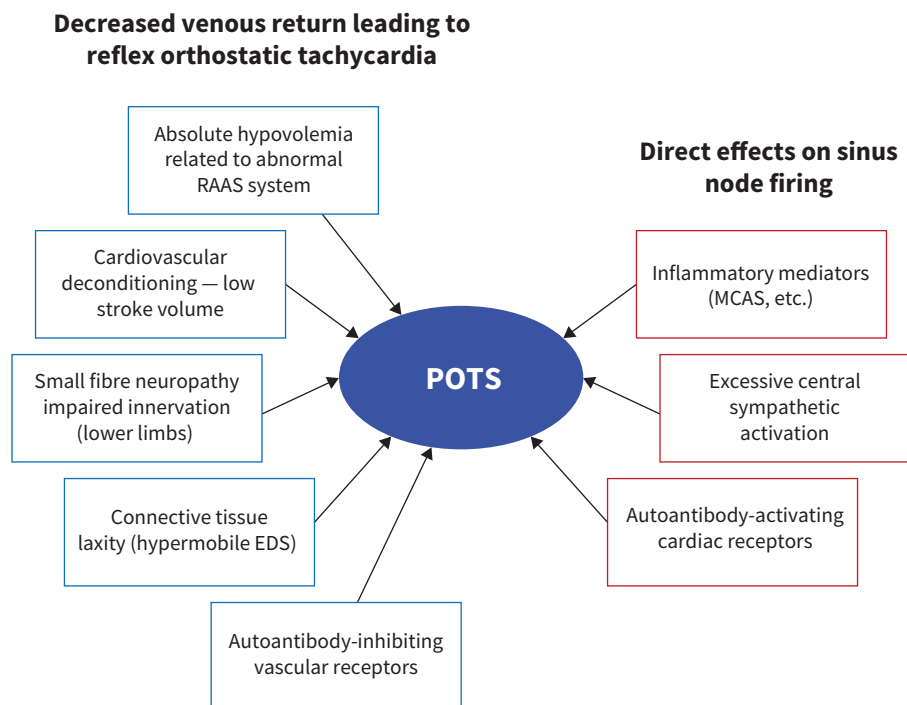 Decreased venous return leading to
reflex orthostatic tachycardia
Absolute hypovolemia
related to abnormal
RAAS system
Cardiovascular
deconditioning — low
stroke volume
Small fibre neuropathy
impaired innervation
(lower limbs)
Connective tissue
laxity (hypermobile EDS)
Autoantibody-inhibiting
vascular receptors
POTS
Direct effects on sinus
node firing
Inflammatory mediators
(MCAS, etc.)
Excessive central
sympathetic
activation
Autoantibody-activating
cardiac receptors